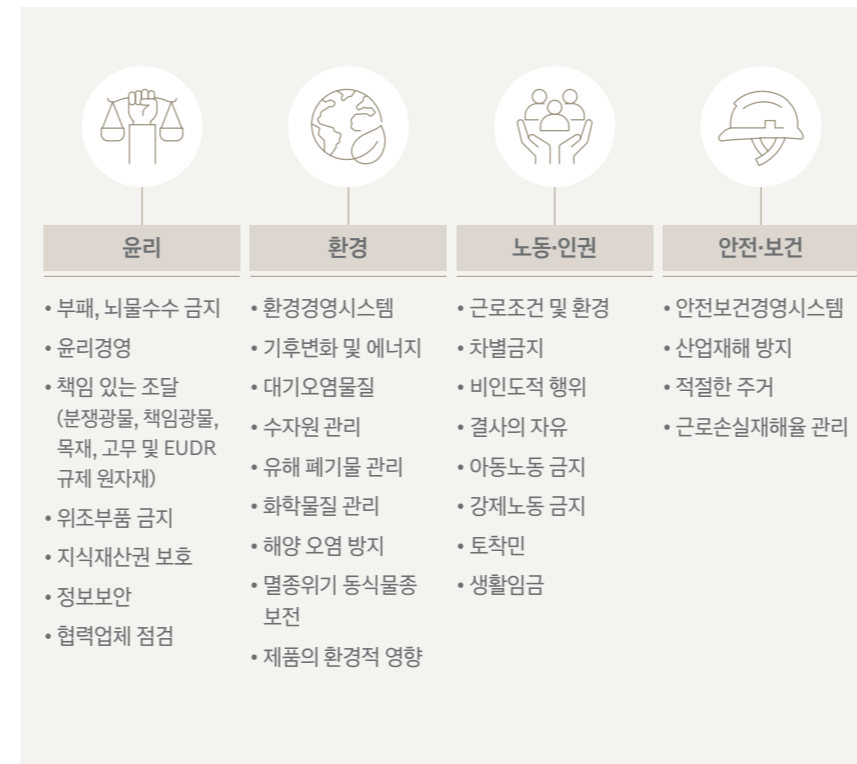 윤리
• 부패, 뇌물수수 금지
• 윤리경영
• 책임 있는 조달
(분쟁광물, 책임광물,
목재, 고무 및 EUDR
규제 원자재)
• 위조부품 금지
• 지식재산권 보호
• 정보보안
• 협력업체 점검
환경
• 환경경영시스템
• 기후변화 및 에너지
• 대기오염물질
• 수자원 관리
• 유해 폐기물 관리
• 화학물질 관리
• 해양 오염 방지
• 멸종위기 동식물종
보전
• 제품의 환경적 영향
노동·인권
• 근로조건 및 환경
• 차별금지
• 비인도적 행위
• 결사의 자유
• 아동노동 금지
• 강제노동 금지
• 토착민
• 생활임금
안전·보건
• 안전보건경영시스템
• 산업재해 방지
• 적절한 주거
• 근로손실재해율 관리